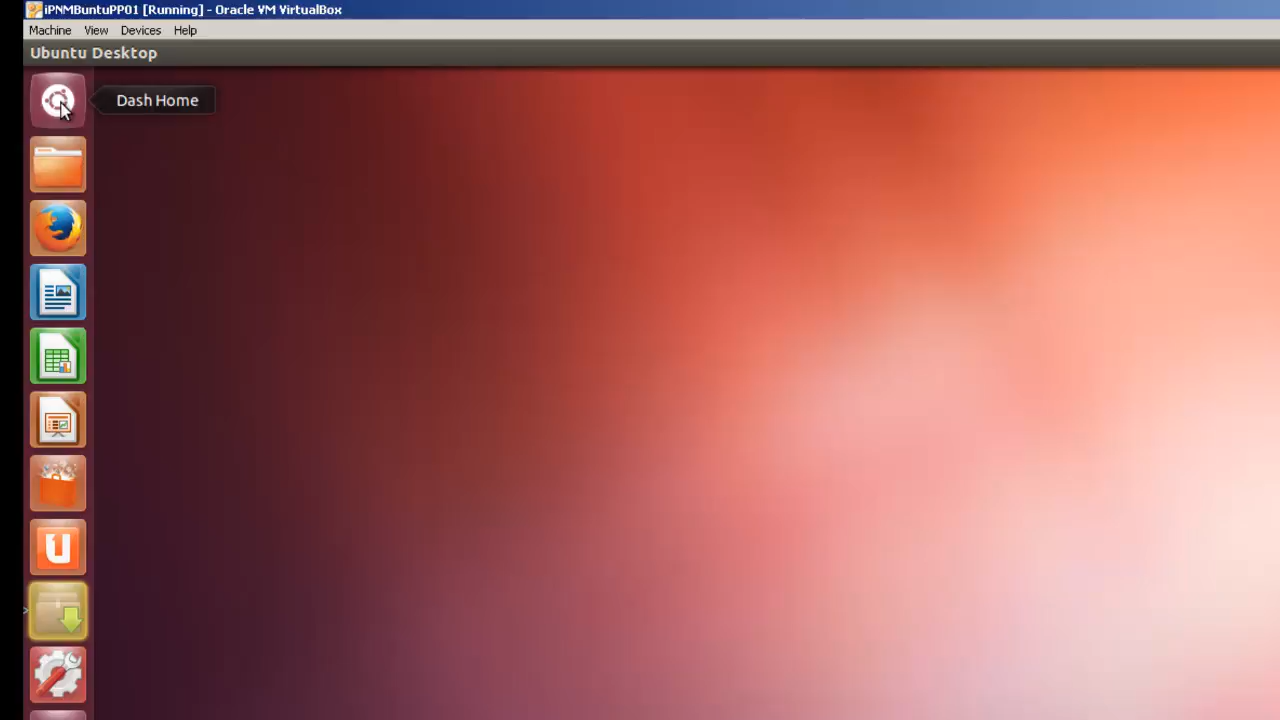 iPNMBuntuPP01 [Running] - Oracle VM VirtualBox
Machine View Devices Help
Ubuntu Desktop
Dash Home